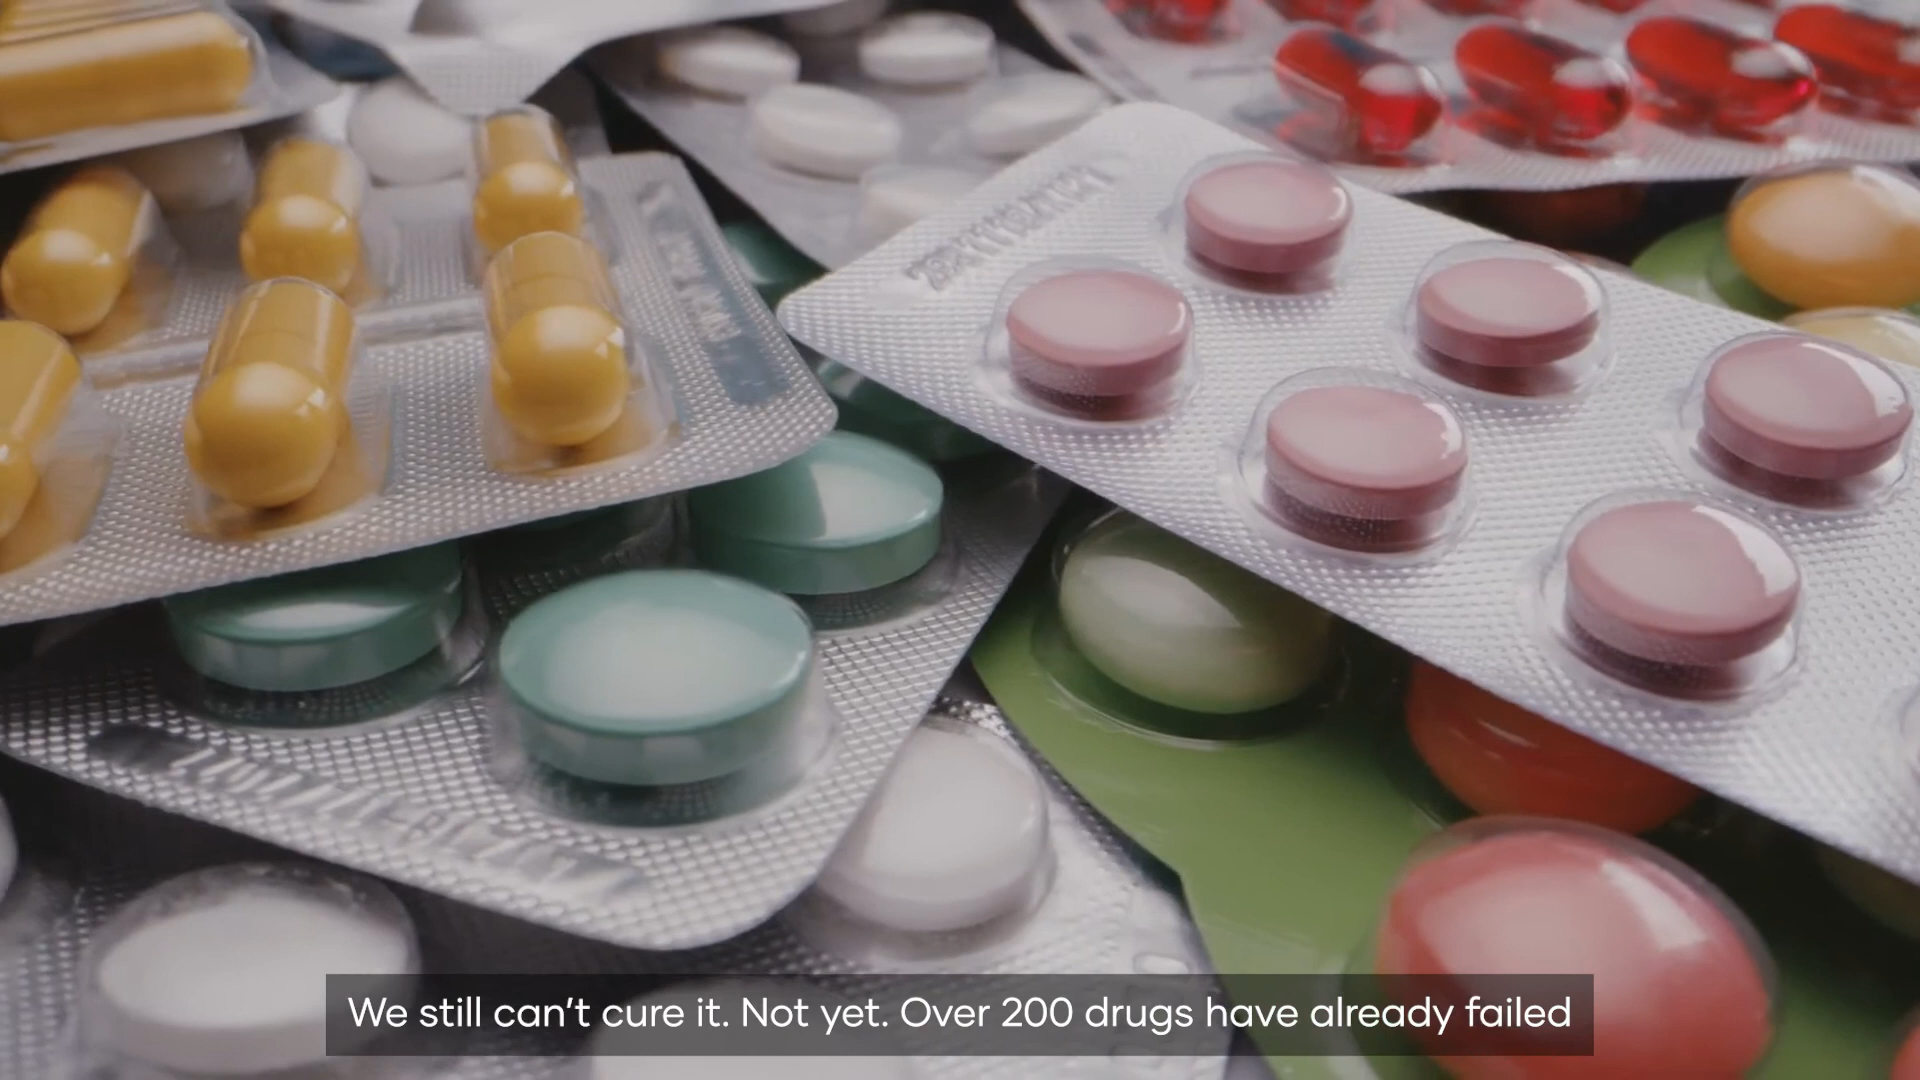 We still can’t cure it. Not yet. Over 200 drugs have already failed